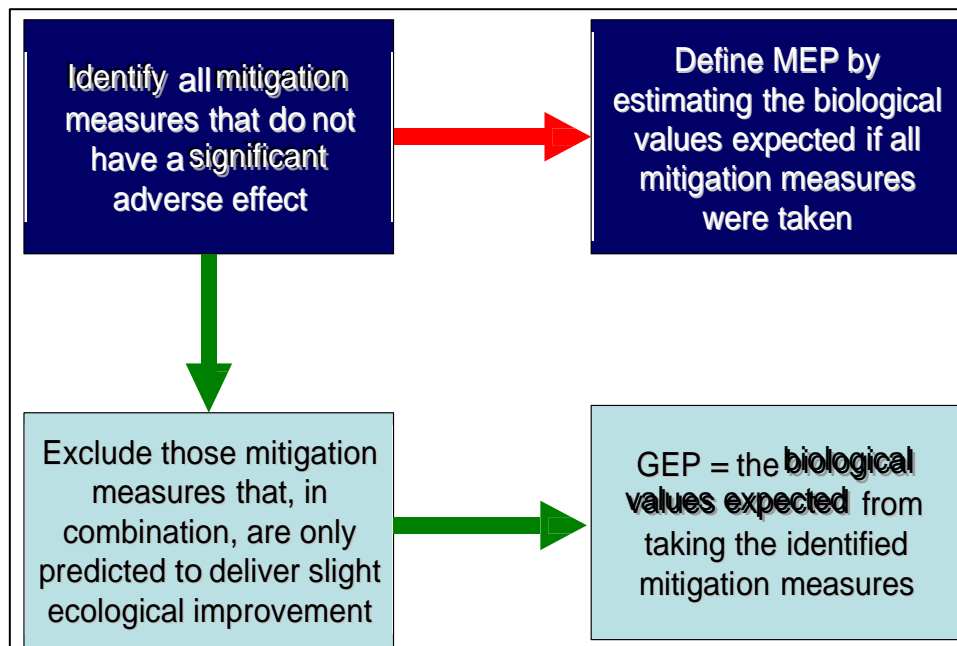 Identify all mitigation
measures that do not
have a significant
adverse effect
Define MEP by
estimating the biological
values expected if all
mitigation measures
were taken
Exclude those mitigation
measures that, in
combination, are only
predicted to deliver slight
ecological improvement
GEP = the biological
values expected from
taking the identified
mitigation measures